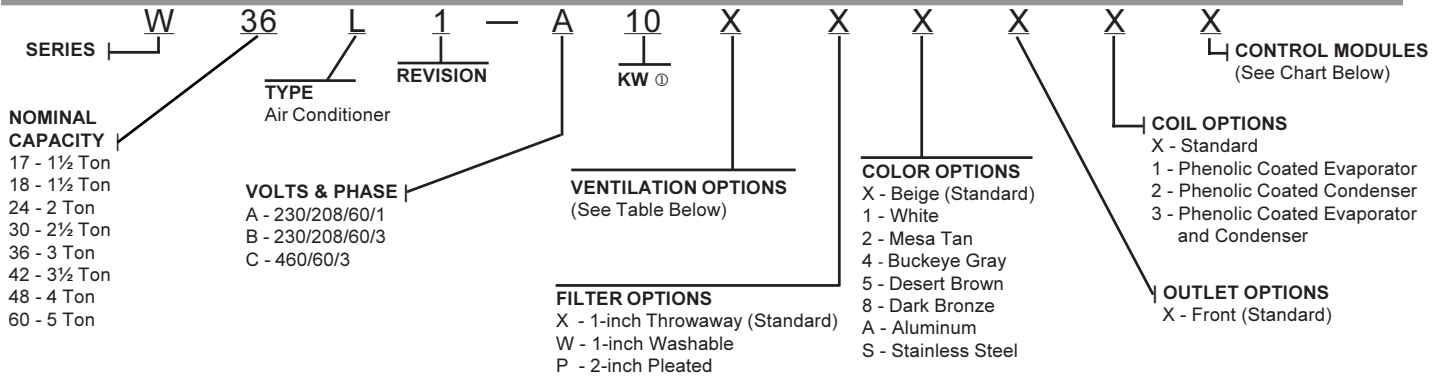 W 36 L 1 — A 10 X X X X X X
SERIES
NOMINAL
CAPACITY
17 - 1½ Ton
18 - 1½ Ton
24 - 2 Ton
30 - 2½ Ton
36 - 3 Ton
42 - 3½ Ton
48 - 4 Ton
60 - 5 Ton
TYPE
Air Conditioner
REVISION
VOLTS & PHASE
A - 230/208/60/1
B - 230/208/60/3
C - 460/60/3
KW ①
VENTILATION OPTIONS
(See Table Below)
FILTER OPTIONS
X - 1-inch Throwaway (Standard)
W - 1-inch Washable
P - 2-inch Pleated
COLOR OPTIONS
X - Beige (Standard)
1 - White
2 - Mesa Tan
4 - Buckeye Gray
5 - Desert Brown
8 - Dark Bronze
A - Aluminum
S - Stainless Steel
OUTLET OPTIONS
X - Front (Standard)
COIL OPTIONS
X - Standard
1 - Phenolic Coated Evaporator
2 - Phenolic Coated Condenser
3 - Phenolic Coated Evaporator
and Condenser
CONTROL MODULES
(See Chart Below)